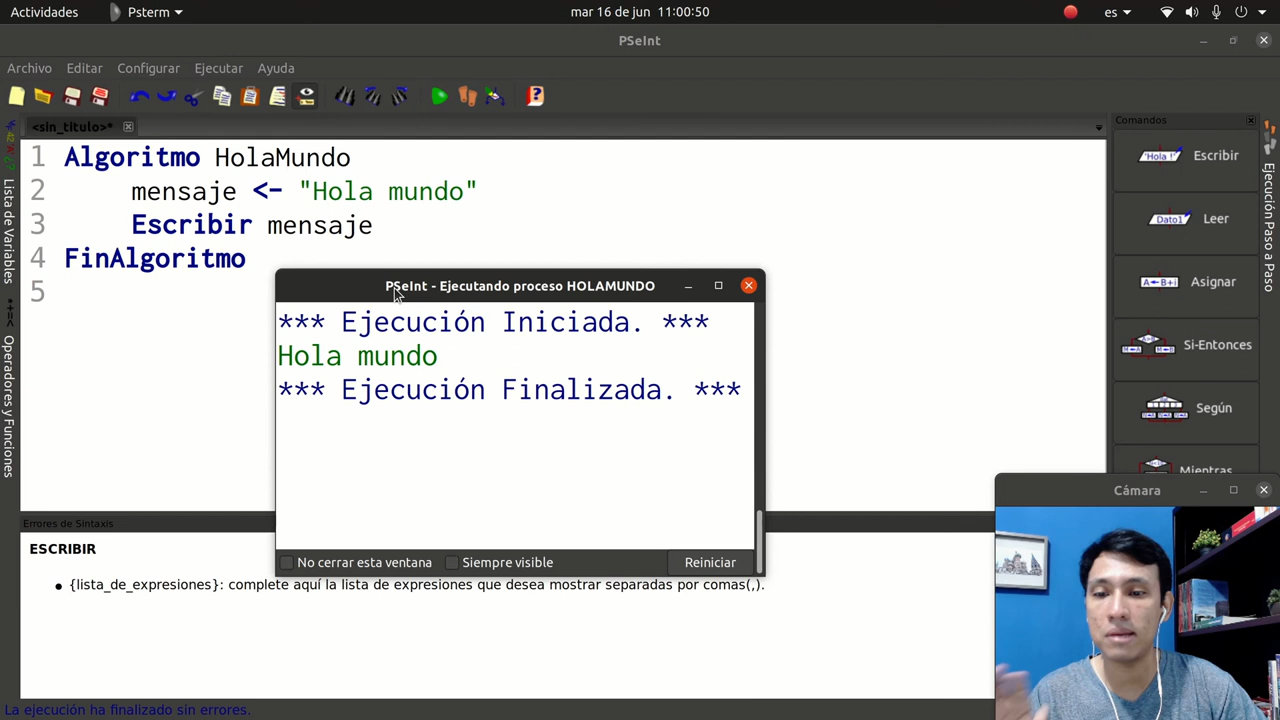 Actividades
Psterm
mar 16 de jun 11:00:50
es
PSeInt
Archivo Editar Configurar Ejecutar Ayuda
<sin_titulo>*
Lista de Variables
Operadores y Funciones
1 Algoritmo HolaMundo
2 mensaje <- "Hola mundo"
3 Escribir mensaje
4 FinAlgoritmo
5
PSeInt - Ejecutando proceso HOLAMUNDO
*** Ejecución Iniciada. ***
Hola mundo
*** Ejecución Finalizada. ***
No cerrar esta ventana
Siempre visible
Reiniciar
Comandos
'Hola !' Escribir
Dato1 Leer
A←B+i Asignar
Si-Entonces
Según
Mientras
Ejecución Paso a Paso
Errores de Sintaxis
ESCRIBIR
• {lista_de_expresiones}: complete aquí la lista de expresiones que desea mostrar separadas por comas(,).
Cámara
La ejecución ha finalizado sin errores.